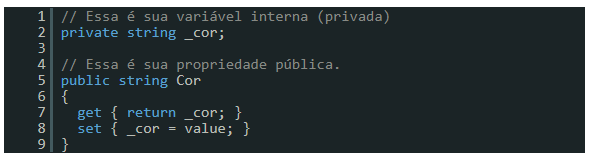 1 // Essa é sua variável interna (privada)
2 private string _cor;
3
4 // Essa é sua propriedade pública.
5 public string Cor
6 {
7   get { return _cor; }
8   set { _cor = value; }
9 }